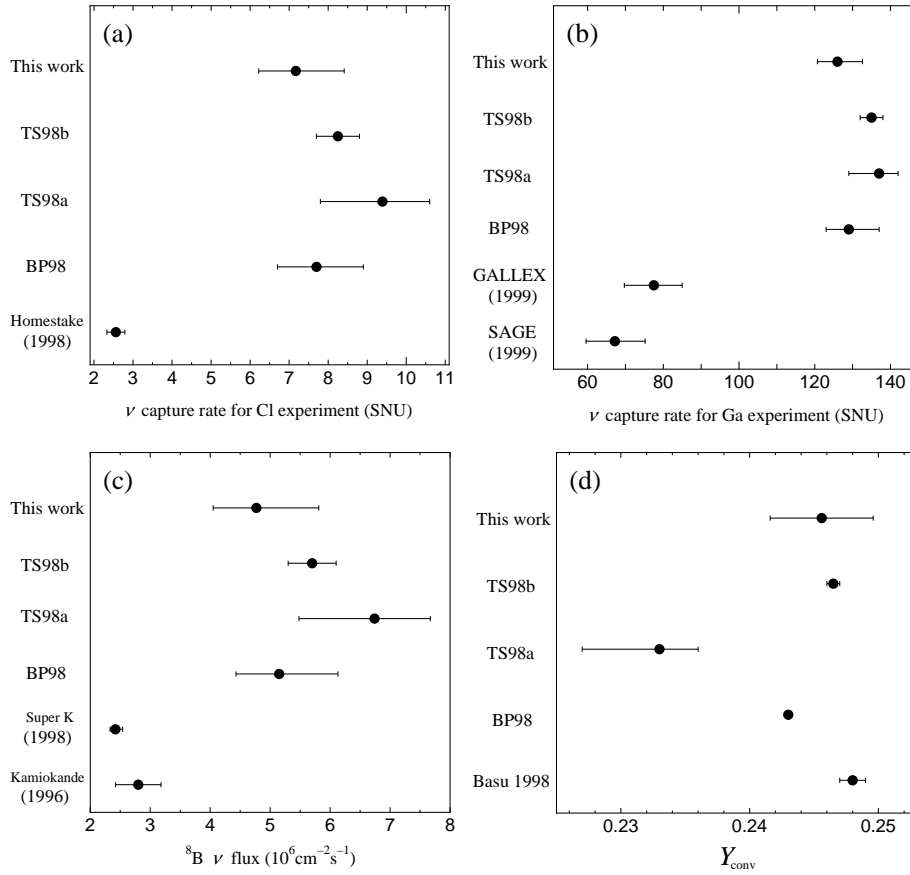 (a)
This work
TS98b
TS98a
BP98
Homestake
(1998)
2 3 4 5 6 7 8 9 10 11
ν capture rate for Cl experiment (SNU)
(b)
This work
TS98b
TS98a
BP98
GALLEX
(1999)
SAGE
(1999)
60 80 100 120 140
ν capture rate for Ga experiment (SNU)
(c)
This work
TS98b
TS98a
BP98
Super K
(1998)
Kamiokande
(1996)
2 3 4 5 6 7 8
⁸B ν flux (10⁶cm⁻²s⁻¹)
(d)
This work
TS98b
TS98a
BP98
Basu 1998
0.23 0.24 0.25
Yconv